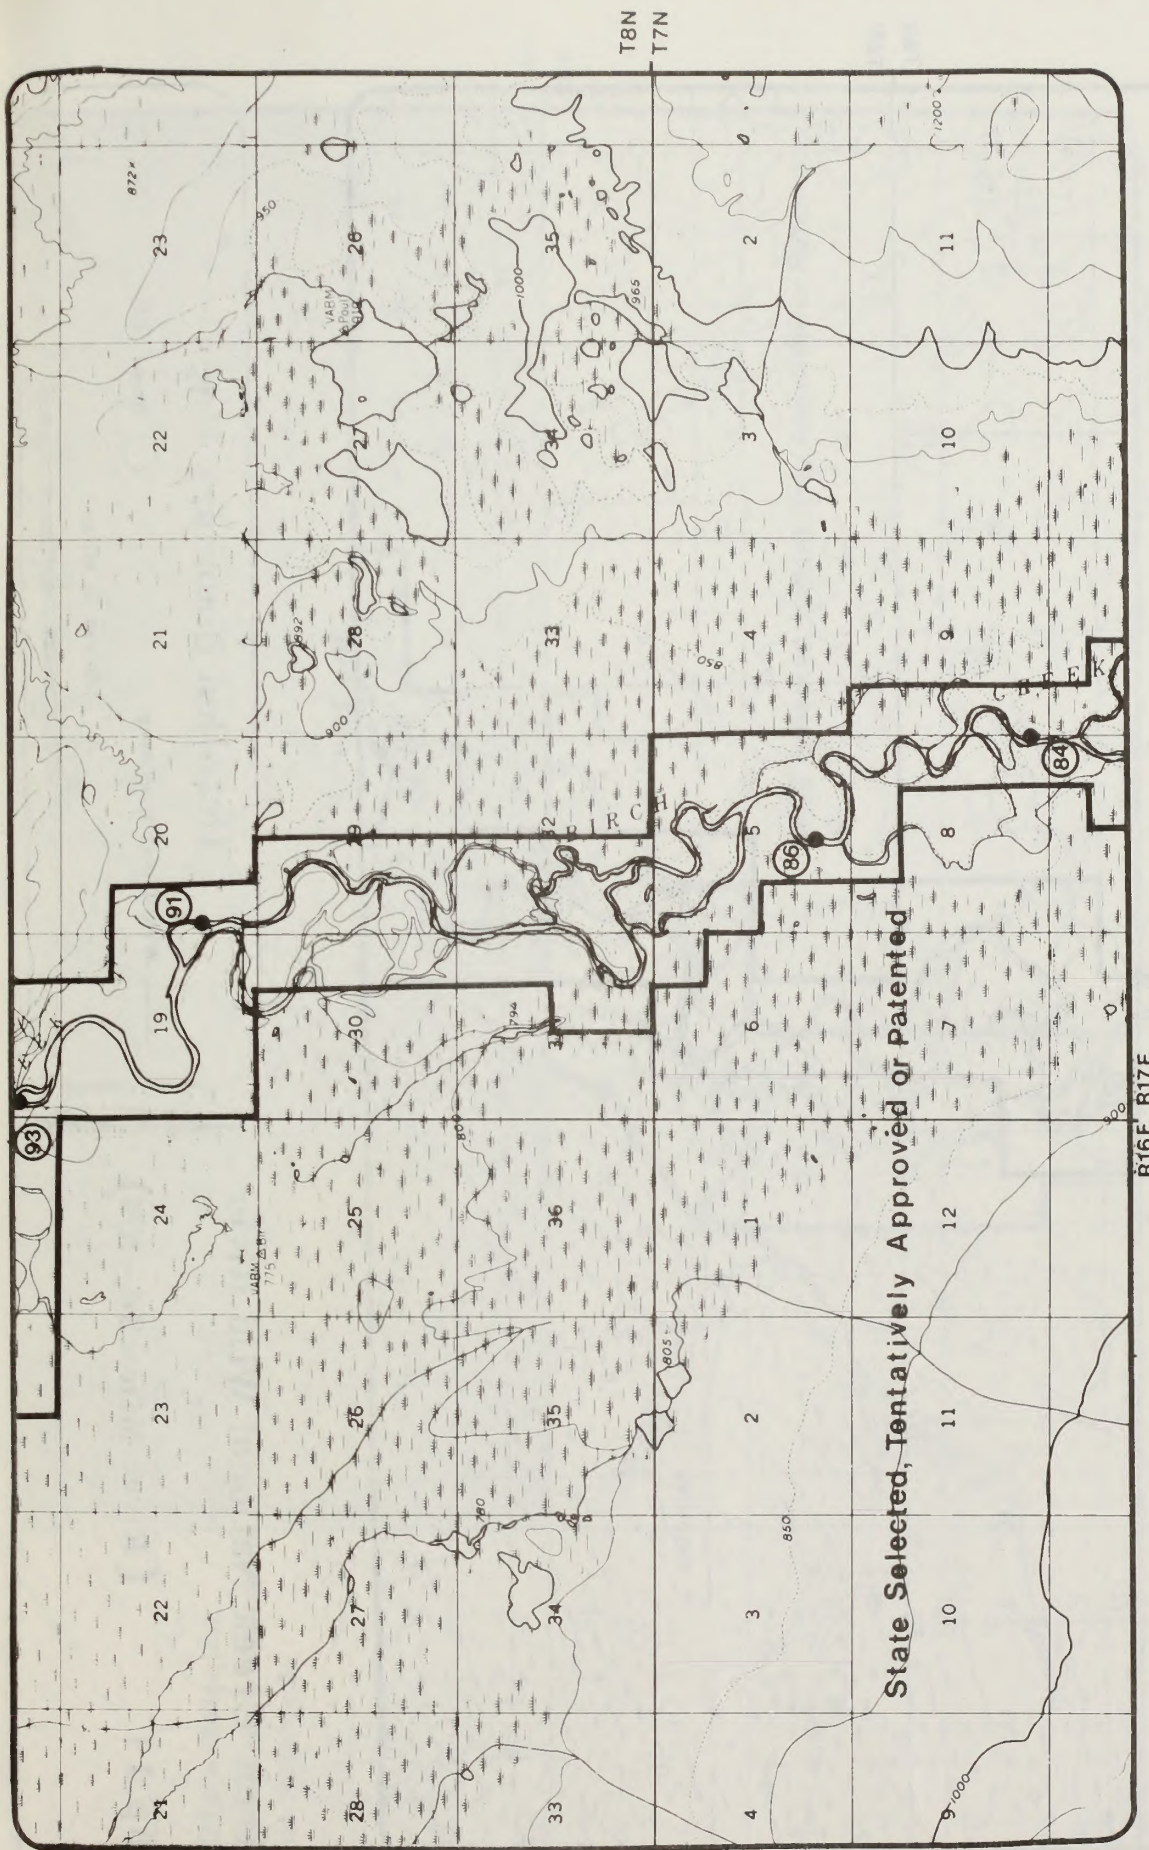 93
91
872×
21 22 23 24 19 20 21 22 23
950
VABM
775
892
900
VABM
Paul
28 27 26 25 30 29 28 27 26
780
800
794
1000
33 34 35 36 31 32 33 34 35
965
T8N
T7N
805
850
4 3 2 1 6 5 4 3 2
850
86
State Selected, Tentatively Approved or Patented
9 10 11 12 7 8 9 10 11
1000
1200
I R C H
C R E E K
84
900
R16E R17E